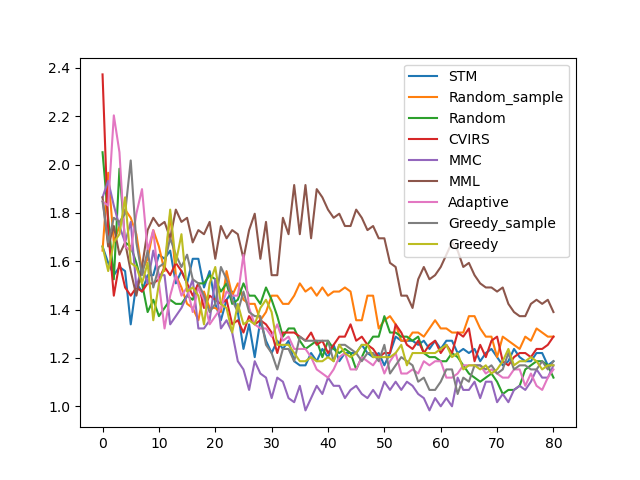 2.4
2.2
2.0
1.8
1.6
1.4
1.2
1.0
0 10 20 30 40 50 60 70 80
STM
Random_sample
Random
CVIRS
MMC
MML
Adaptive
Greedy_sample
Greedy